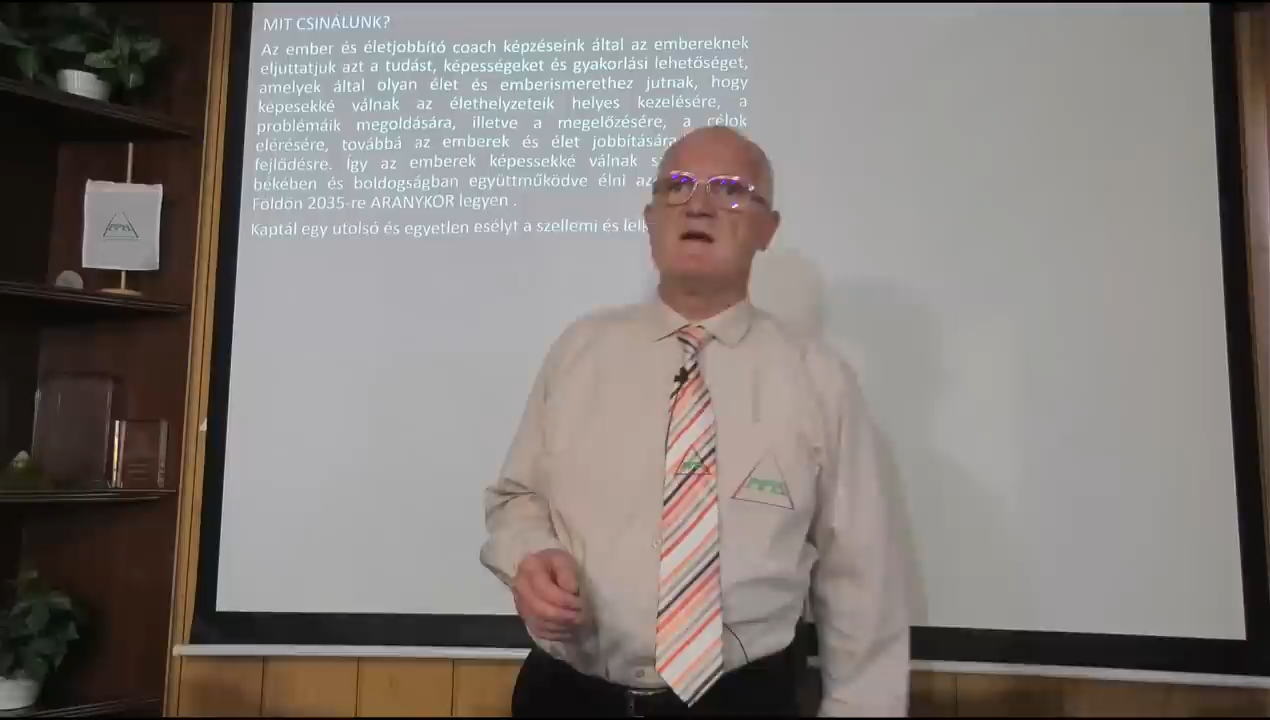 MIT CSINÁLUNK?
Az ember és életjobbító coach képzéseink által az embereknek
eljuttatjuk azt a tudást, képességeket és gyakorlási lehetőséget,
amelyek által olyan élet és emberismerethez jutnak, hogy
képesekké válnak az élethelyzeteik helyes kezelésére, a
problémáik megoldására, illetve a megelőzésére, a célok
elérésére, továbbá az emberek és élet jobbítására
fejlődésre. Így az emberek képessekké válnak
békében és boldogságban együttműködve élni az
Földön 2035-re ARANYKOR legyen .
Kaptál egy utolsó és egyetlen esélyt a szellemi és